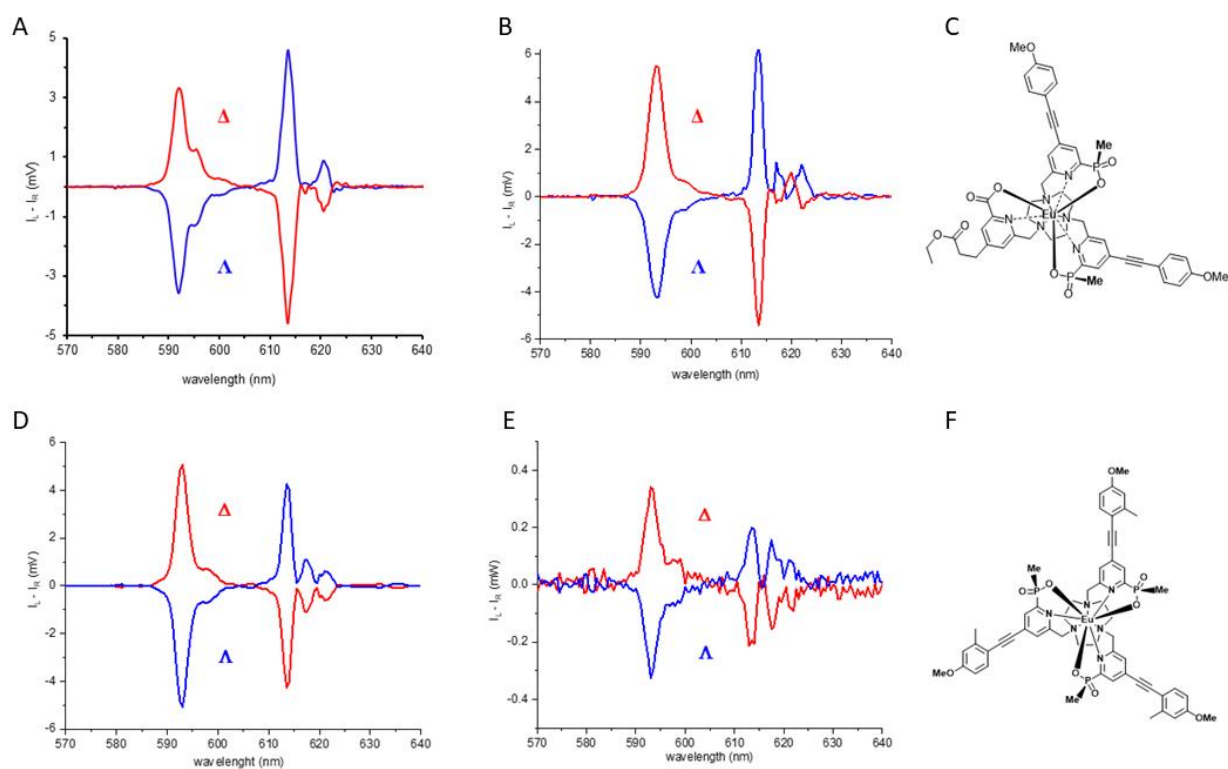 A
I_L - I_R (mV)
5
3
1
-1
-3
-5
Δ
Λ
570 580 590 600 610 620 630 640
wavelength (nm)
B
I_L - I_R (mV)
6
4
2
0
-2
-4
-6
Δ
Λ
570 580 590 600 610 620 630 640
wavelength (nm)
C
MeO
Me
P
O
O
N
O
O
Eu
N
N
N
N
N
O
O
O
P
Me
O
OMe
D
I_L - I_R (mV)
6
4
2
0
-2
-4
-6
Δ
Λ
570 580 590 600 610 620 630 640
wavelenght (nm)
E
I_L - I_R (mW)
0.4
0.2
0.0
-0.2
-0.4
Δ
Λ
570 580 590 600 610 620 630 640
wavelength (nm)
F
OMe
Me
O
P
O
N
O
P
O
Me
N
Eu
N
N
N
N
O
MeO
O
P
O
Me
OMe